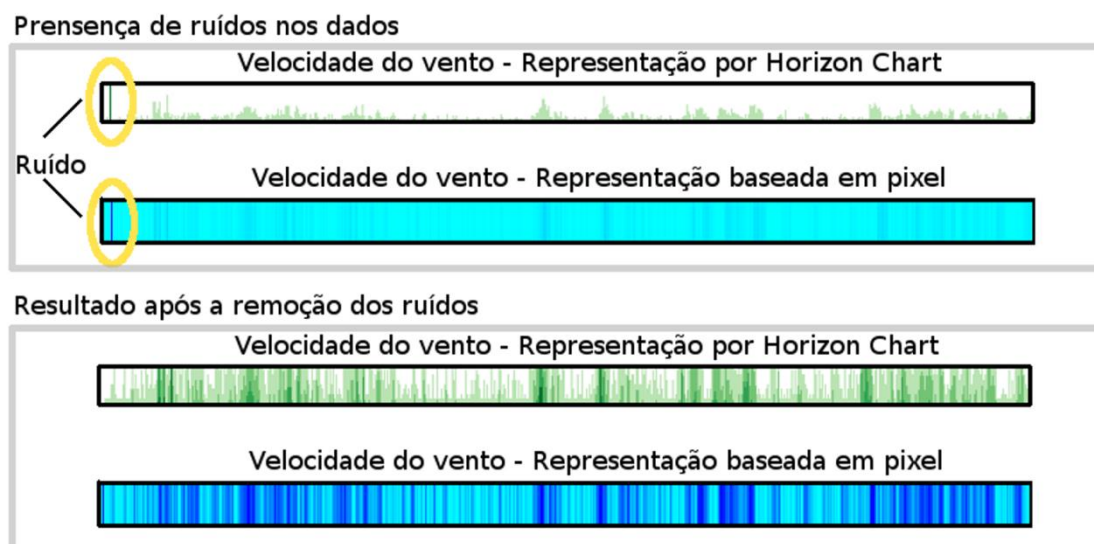 Prensença de ruídos nos dados
Velocidade do vento - Representação por Horizon Chart
Ruído
Velocidade do vento - Representação baseada em pixel
Resultado após a remoção dos ruídos
Velocidade do vento - Representação por Horizon Chart
Velocidade do vento - Representação baseada em pixel